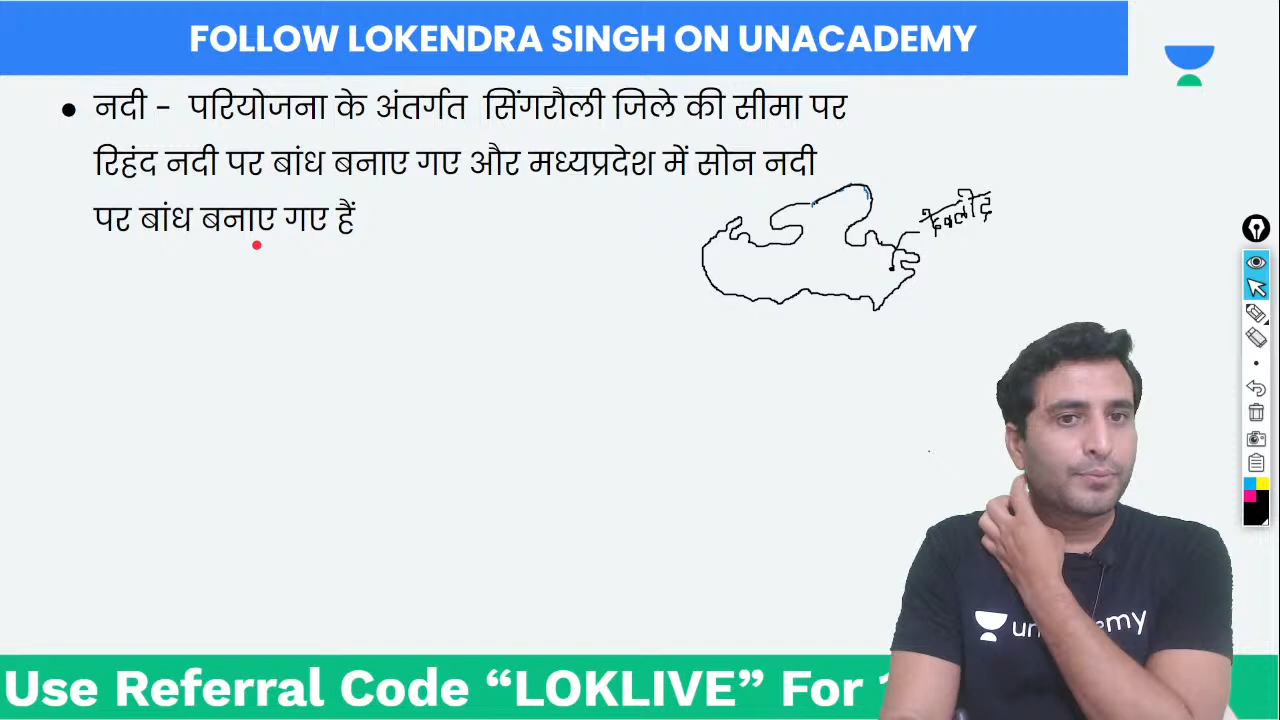 FOLLOW LOKENDRA SINGH ON UNACADEMY
• नदी - परियोजना के अंतर्गत सिंगरौली जिले की सीमा पर
रिहंद नदी पर बांध बनाए गए और मध्यप्रदेश में सोन नदी
पर बांध बनाए गए हैं
Use Referral Code “LOKLIVE” For